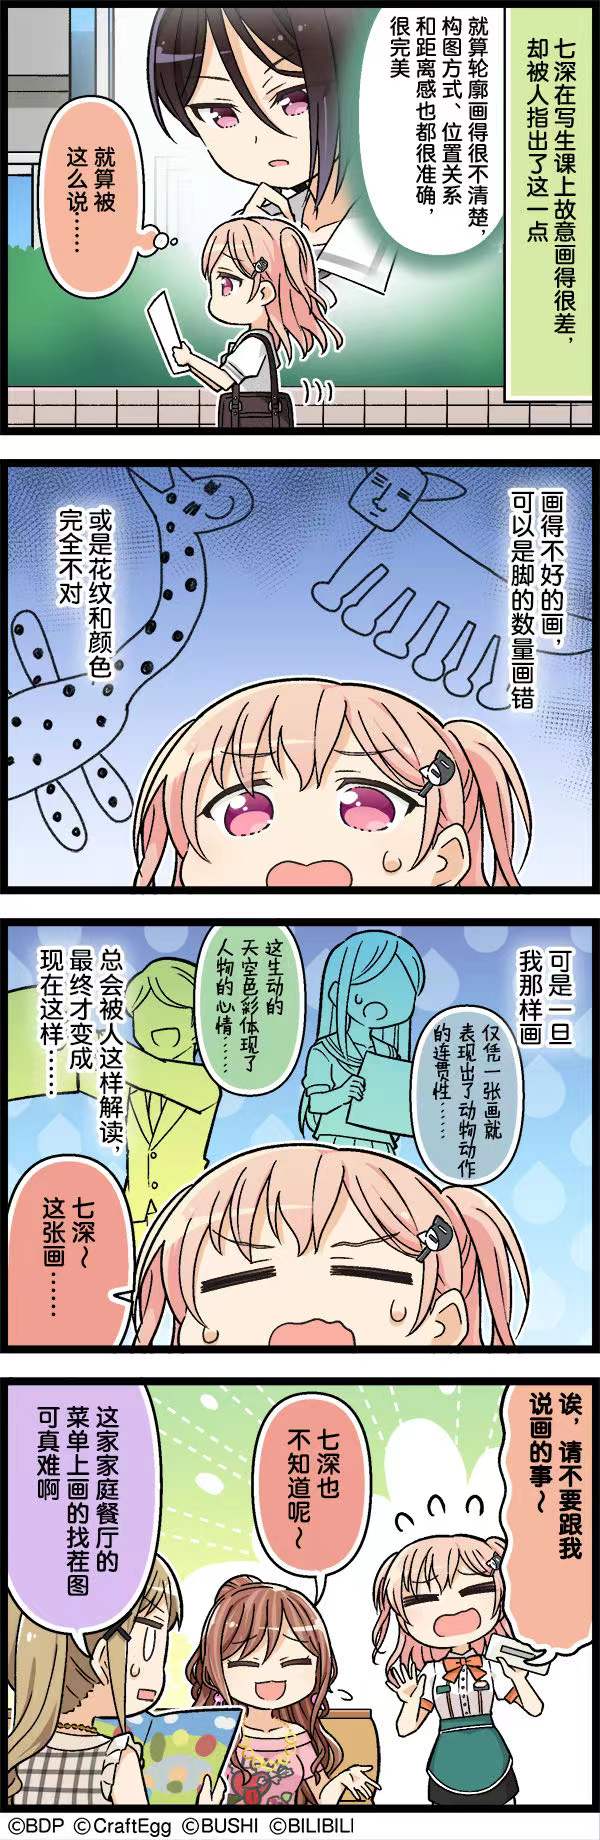 七深在写生课上故意画得很差，
却被人指出了这一点
就算轮廓画得很不清楚，
构图方式、位置关系
和距离感也都很准确，
很完美
就算被
这么说……
画得不好的画，
可以是脚的数量画错
或是花纹和颜色
完全不对
可是一旦
我那样画
仅凭一张画就
表现出了动物动作
的连贯性……
这生动的
天空色彩体现了
人物的心情……
总会被人这样解读，
最终才变成
现在这样……
七深～
这张画……
诶，请不要跟我
说画的事～
七深也
不知道呢～
这家家庭餐厅的
菜单上画的找茬图
可真难啊
©BDP ©CraftEgg ©BUSHI ©BILIBILI